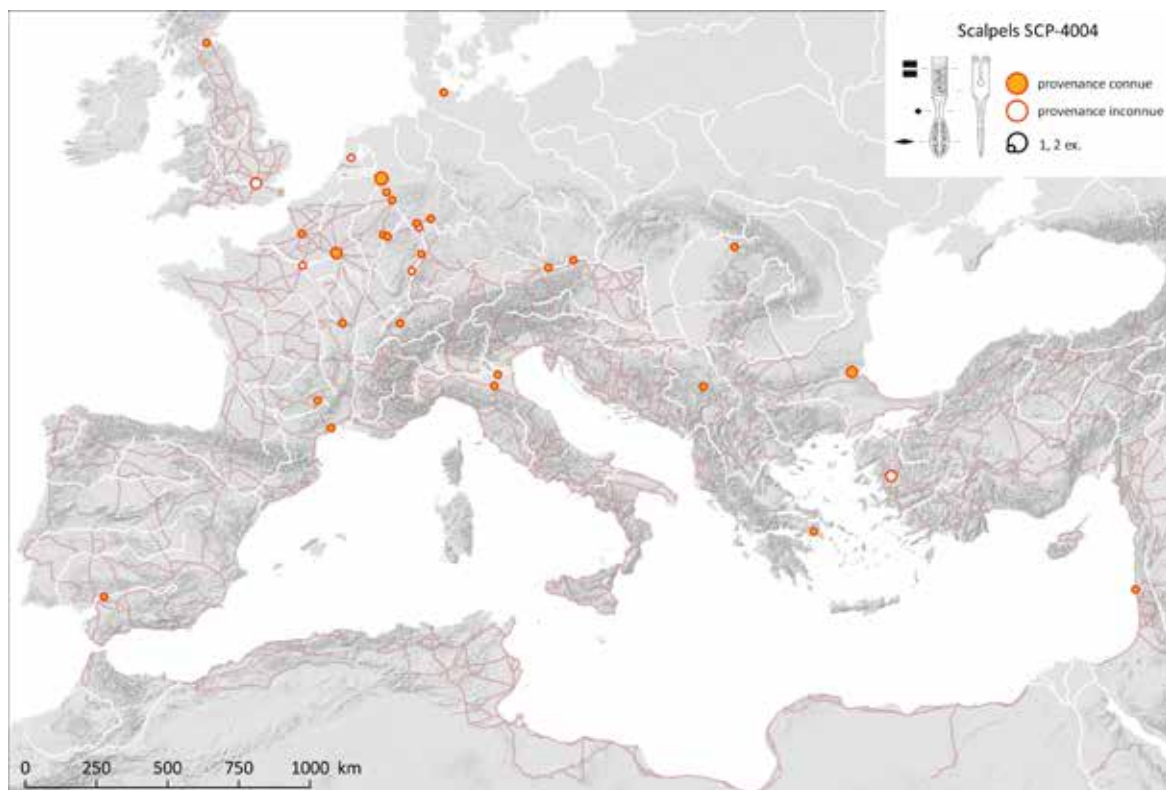 Scalpels SCP-4004
provenance connue
provenance inconnue
1, 2 ex.
0 250 500 750 1000 km